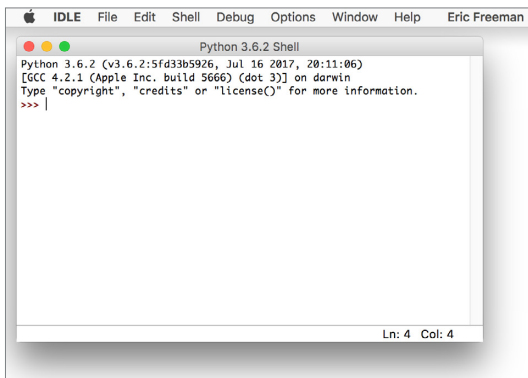 IDLE File Edit Shell Debug Options Window Help Eric Freeman
Python 3.6.2 Shell
Python 3.6.2 (v3.6.2:5fd33b5926, Jul 16 2017, 20:11:06)
[GCC 4.2.1 (Apple Inc. build 5666) (dot 3)] on darwin
Type "copyright", "credits" or "license()" for more information.
>>>
Ln: 4 Col: 4